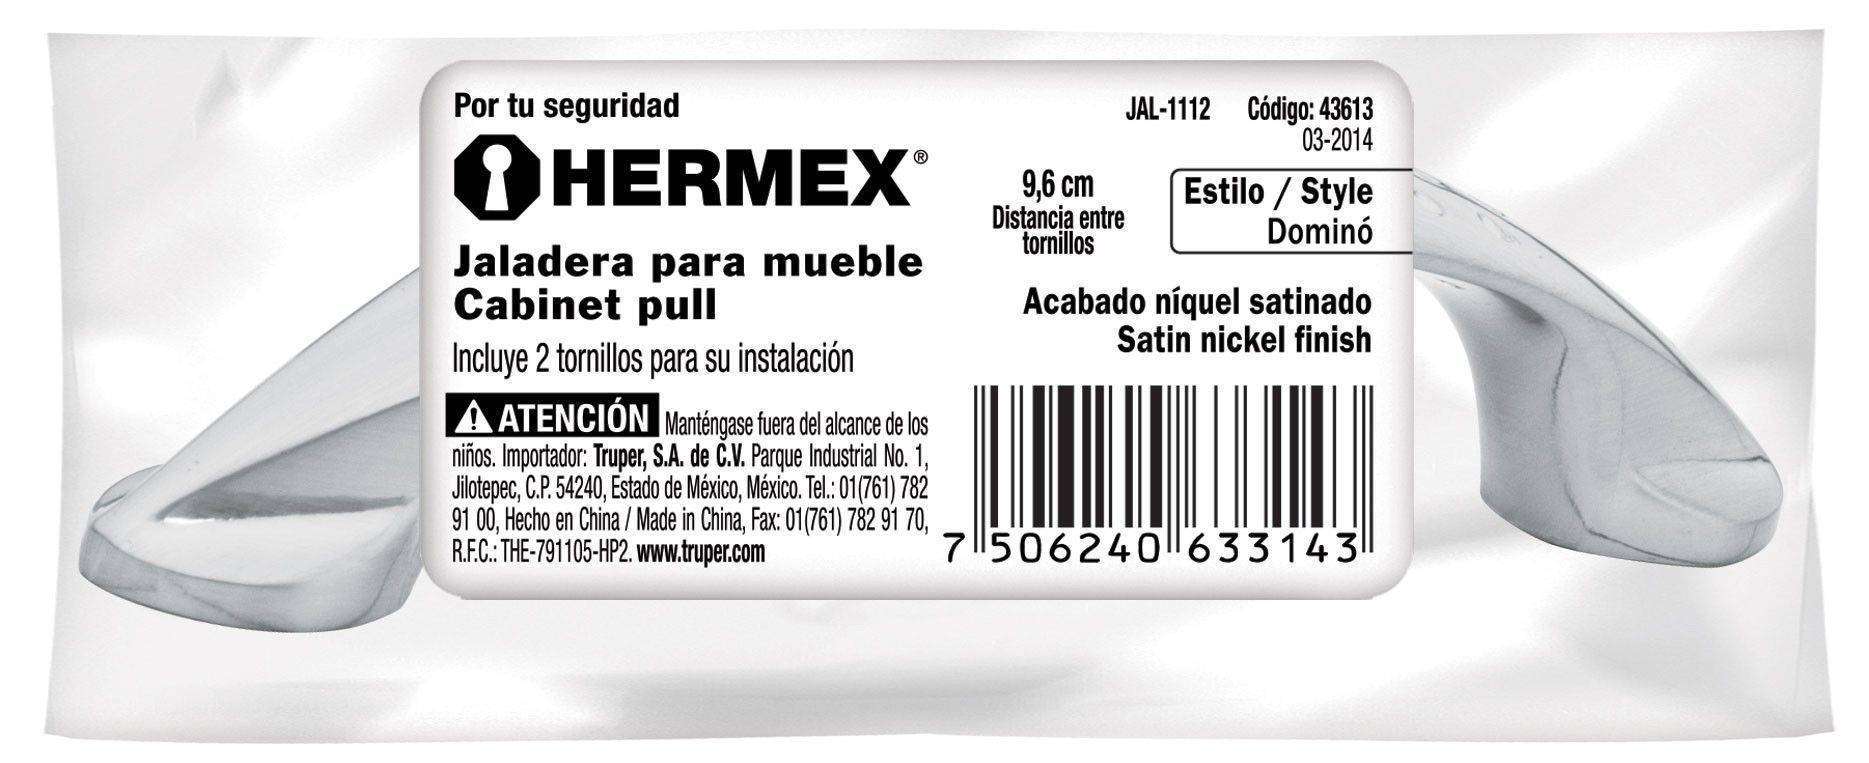 Por tu seguridad
HERMEX®
Jaladera para mueble
Cabinet pull
Incluye 2 tornillos para su instalación
ATENCIÓN Manténgase fuera del alcance de los
niños. Importador: Truper, S.A. de C.V. Parque Industrial No. 1,
Jilotepec, C.P. 54240, Estado de México, México. Tel.: 01(761) 782
91 00, Hecho en China / Made in China, Fax: 01(761) 782 91 70,
R.F.C.: THE-791105-HP2. www.truper.com
JAL-1112 Código: 43613
03-2014
9,6 cm
Distancia entre
tornillos
Estilo / Style
Dominó
Acabado níquel satinado
Satin nickel finish
7 506240 633143